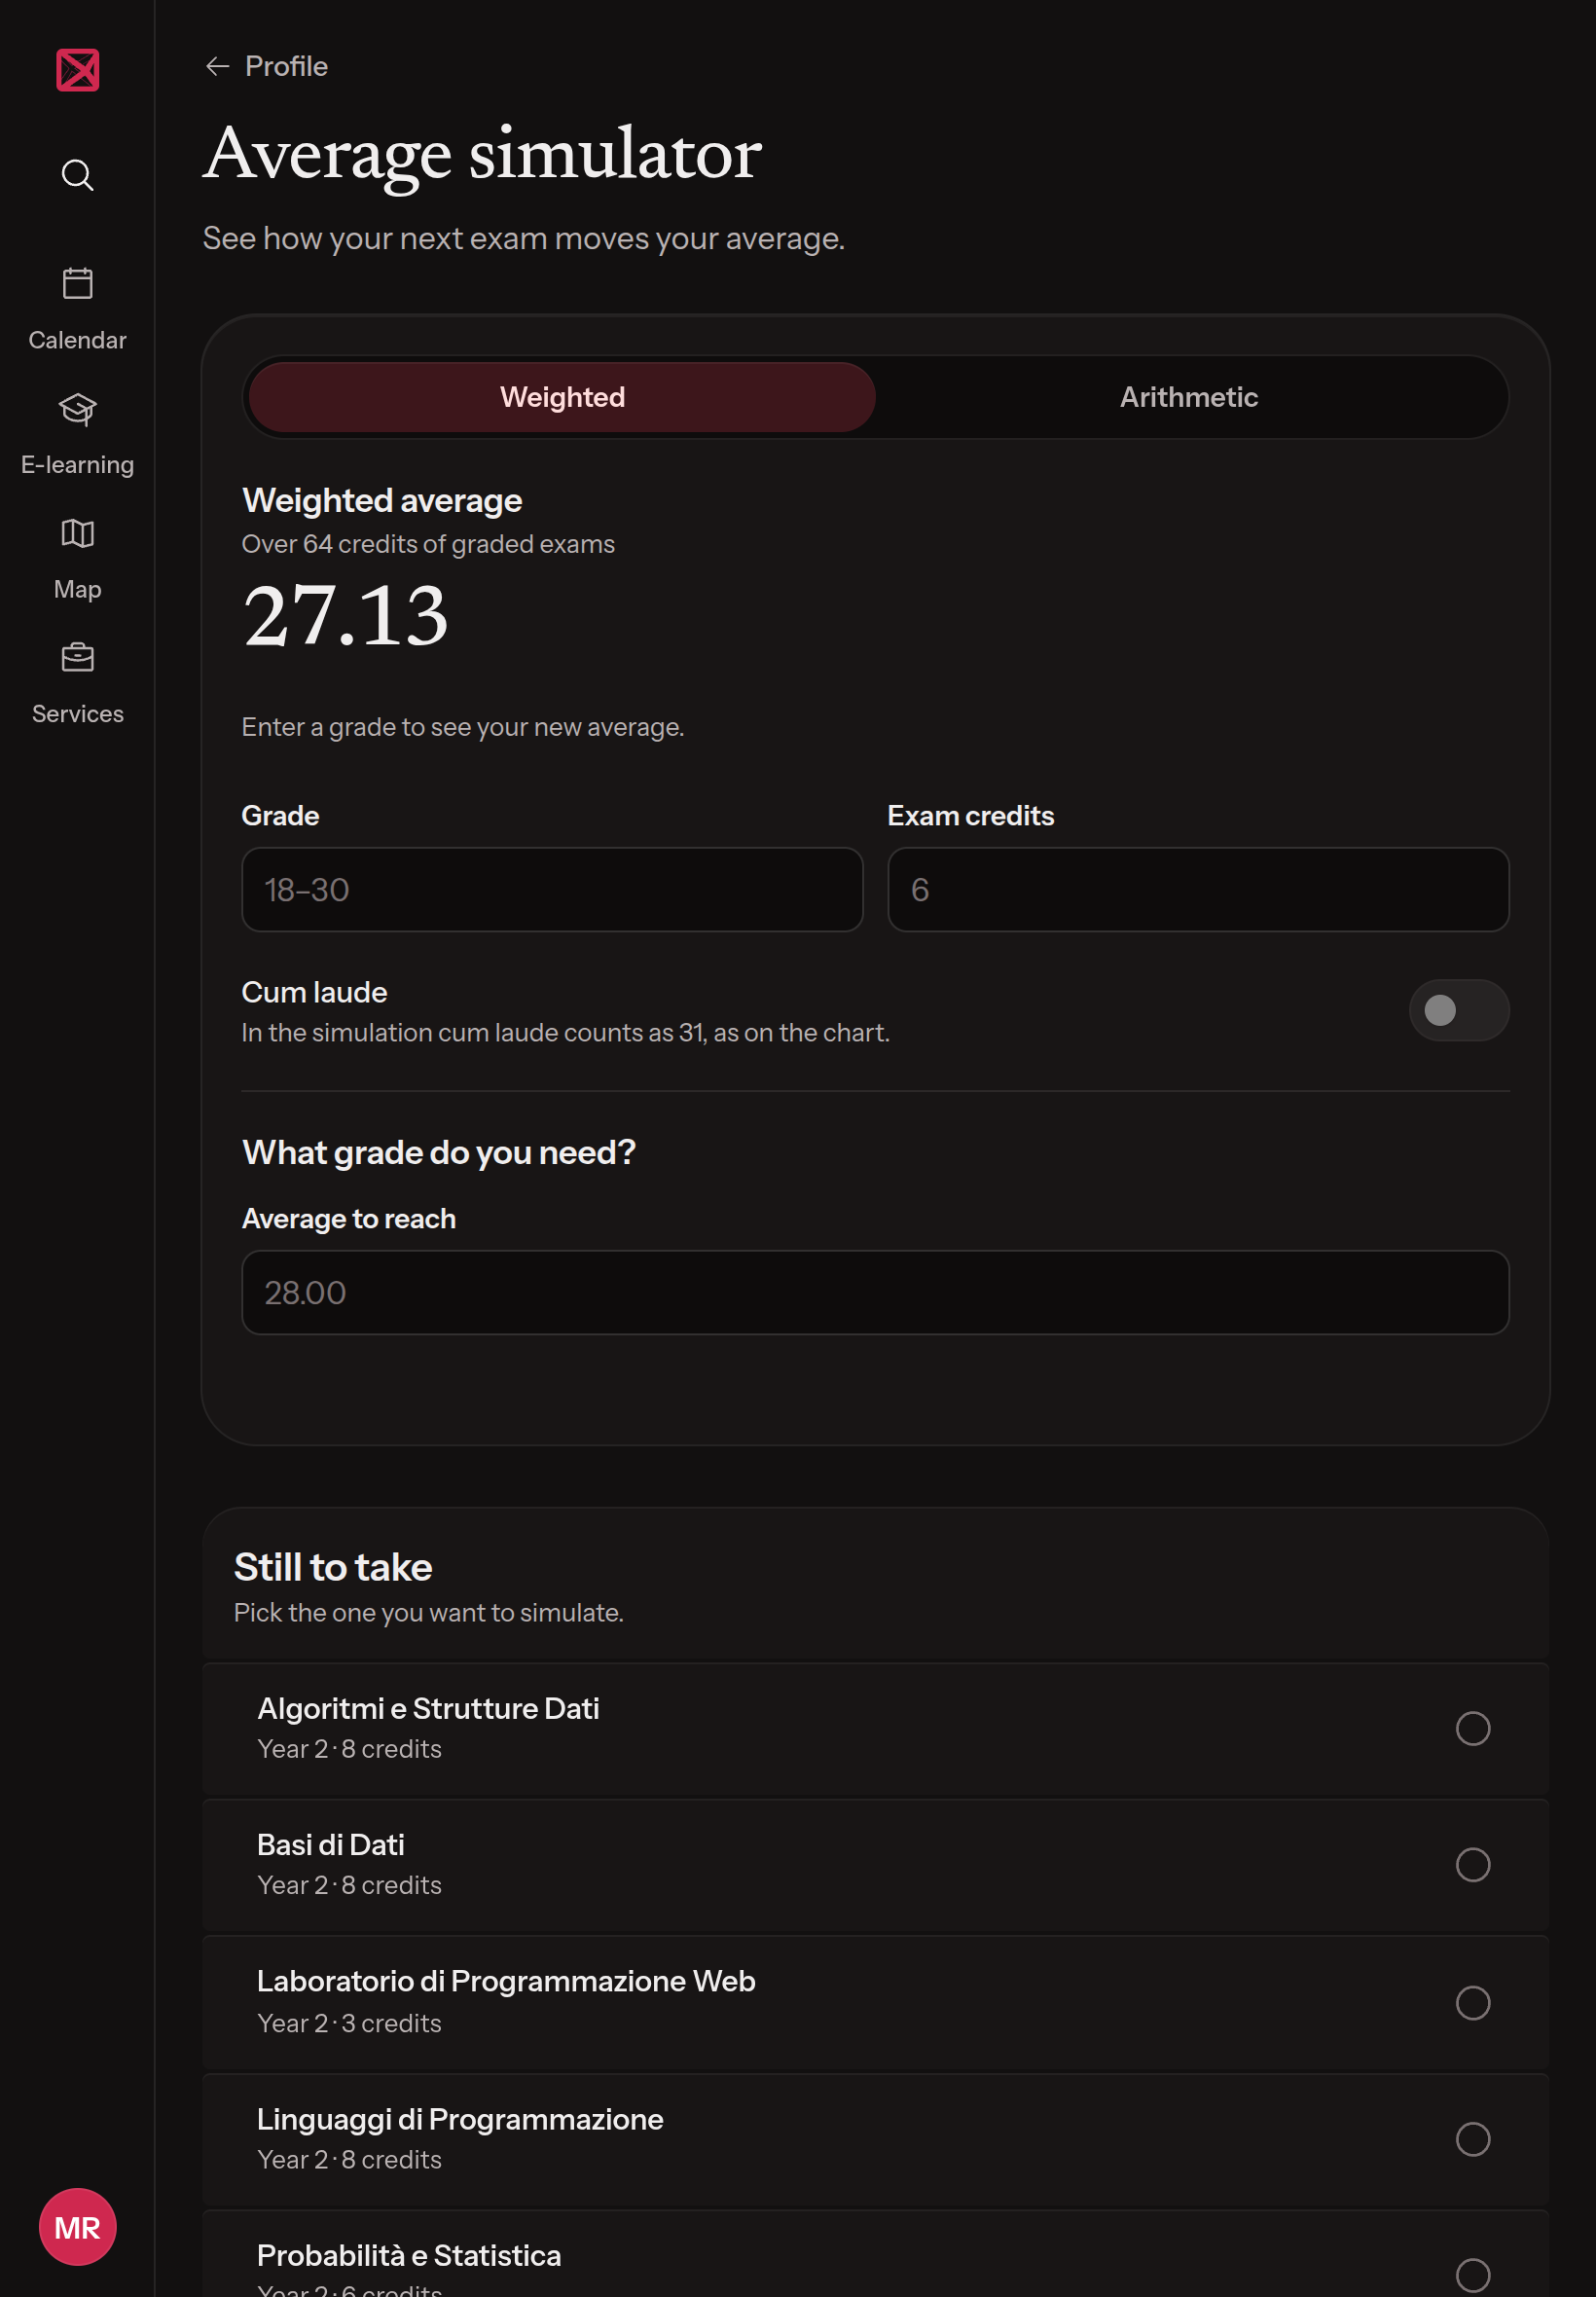 Profile
Average simulator
See how your next exam moves your average.
Calendar
E-learning
Map
Services
MR
Weighted
Arithmetic
Weighted average
Over 64 credits of graded exams
27.13
Enter a grade to see your new average.
Grade
Exam credits
18–30
6
Cum laude
In the simulation cum laude counts as 31, as on the chart.
What grade do you need?
Average to reach
28.00
Still to take
Pick the one you want to simulate.
Algoritmi e Strutture Dati
Year 2 · 8 credits
Basi di Dati
Year 2 · 8 credits
Laboratorio di Programmazione Web
Year 2 · 3 credits
Linguaggi di Programmazione
Year 2 · 8 credits
Probabilità e Statistica
Year 2 · 6 credits